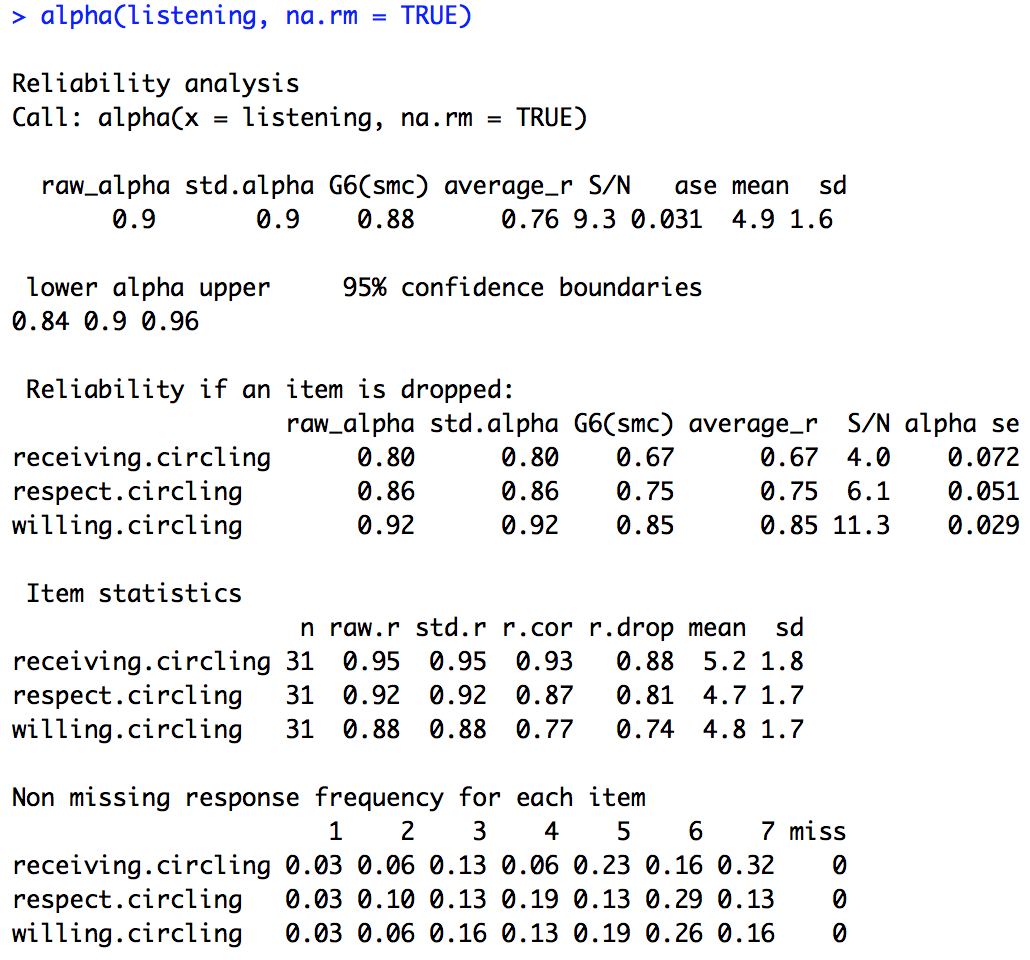 > alpha(listening, na.rm = TRUE)
Reliability analysis
Call: alpha(x = listening, na.rm = TRUE)
raw_alpha std.alpha G6(smc) average_r S/N ase mean sd
0.9 0.9 0.88 0.76 9.3 0.031 4.9 1.6
lower alpha upper 95% confidence boundaries
0.84 0.9 0.96
Reliability if an item is dropped:
raw_alpha std.alpha G6(smc) average_r S/N alpha se
receiving.circling 0.80 0.80 0.67 0.67 4.0 0.072
respect.circling 0.86 0.86 0.75 0.75 6.1 0.051
willing.circling 0.92 0.92 0.85 0.85 11.3 0.029
Item statistics
n raw.r std.r r.cor r.drop mean sd
receiving.circling 31 0.95 0.95 0.93 0.88 5.2 1.8
respect.circling 31 0.92 0.92 0.87 0.81 4.7 1.7
willing.circling 31 0.88 0.88 0.77 0.74 4.8 1.7
Non missing response frequency for each item
1 2 3 4 5 6 7 miss
receiving.circling 0.03 0.06 0.13 0.06 0.23 0.16 0.32 0
respect.circling 0.03 0.10 0.13 0.19 0.13 0.29 0.13 0
willing.circling 0.03 0.06 0.16 0.13 0.19 0.26 0.16 0